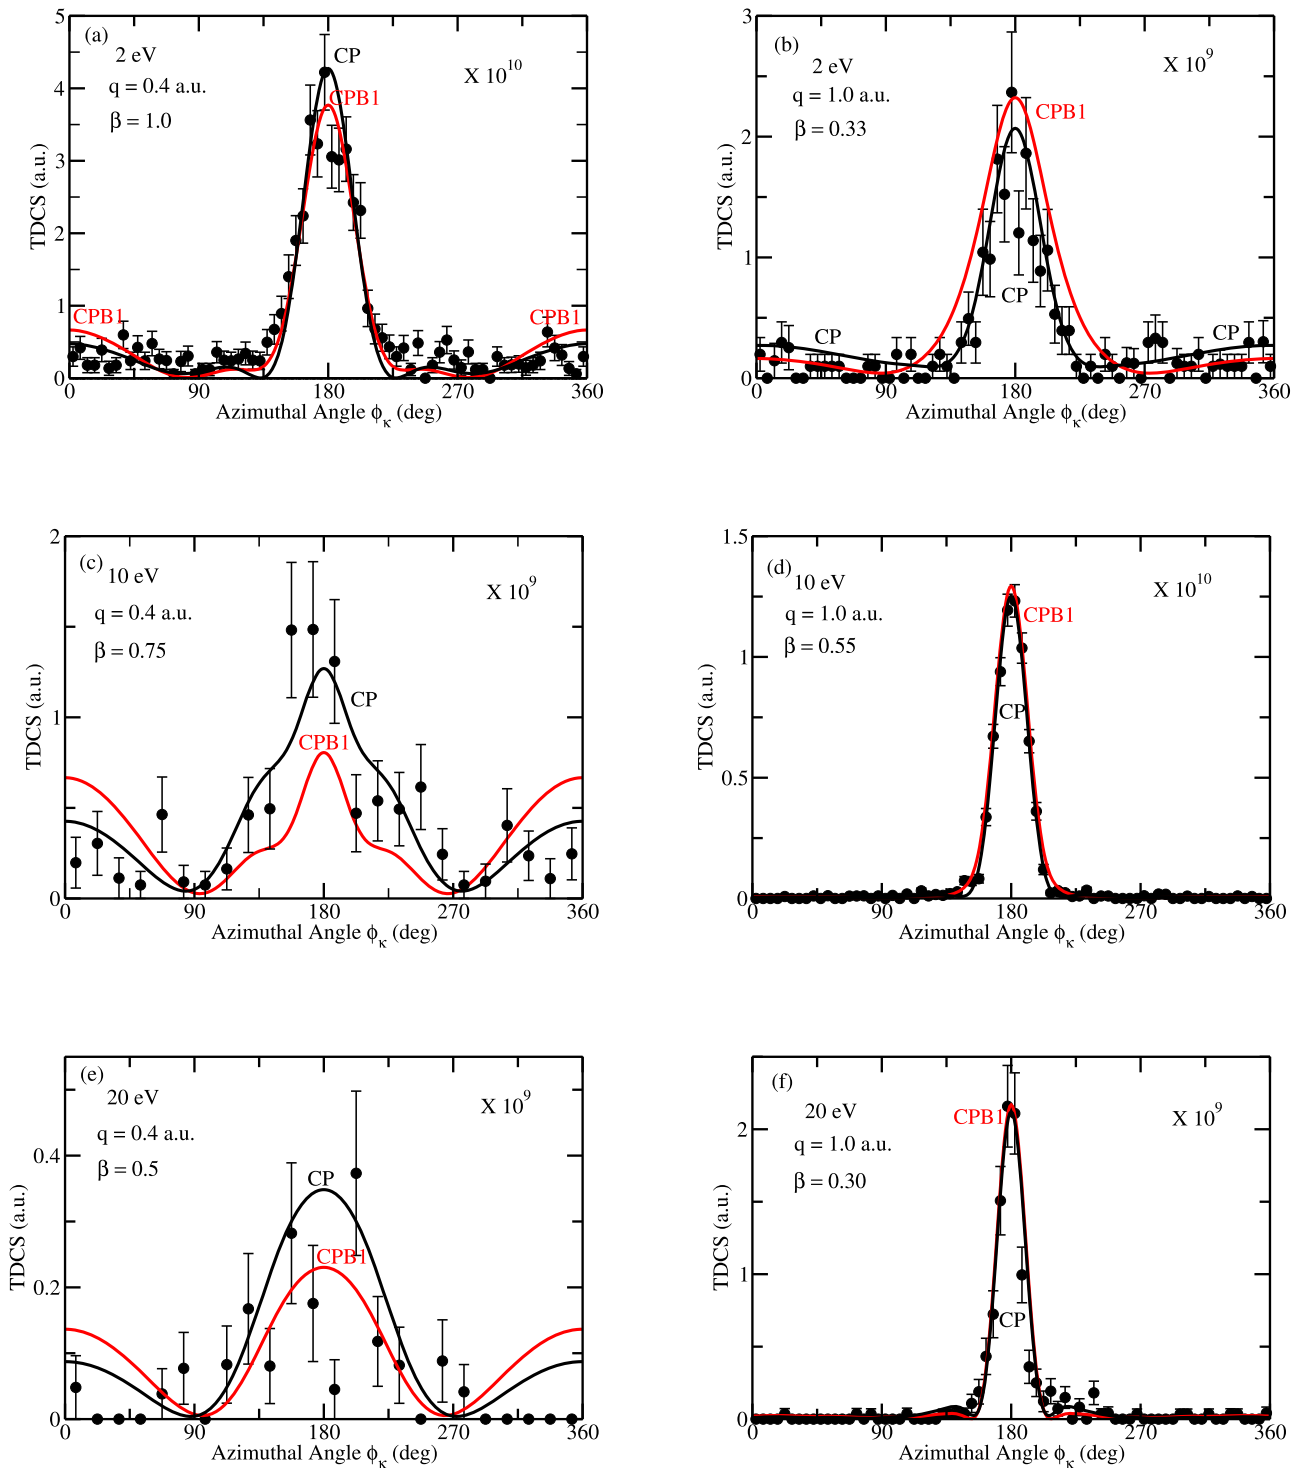 (a)
2 eV
q = 0.4 a.u.
β = 1.0
CP
CPB1
X 10^10
CPB1
CPB1
5
4
3
2
1
0
TDCS (a.u.)
0 90 180 270 360
Azimuthal Angle ϕ_κ (deg)
(b)
2 eV
q = 1.0 a.u.
β = 0.33
X 10^9
CPB1
CP
CP
CP
3
2
1
0
TDCS (a.u.)
0 90 180 270 360
Azimuthal Angle ϕ_κ(deg)
(c)
10 eV
q = 0.4 a.u.
β = 0.75
X 10^9
CP
CPB1
2
1
0
TDCS (a.u.)
0 90 180 270 360
Azimuthal Angle ϕ_κ (deg)
(d)
10 eV
q = 1.0 a.u.
β = 0.55
X 10^10
CPB1
CP
1.5
1
0.5
0
TDCS (a.u.)
0 90 180 270 360
Azimuthal Angle ϕ_κ (deg)
(e)
20 eV
q = 0.4 a.u.
β = 0.5
X 10^9
CP
CPB1
0.4
0.2
0
TDCS (a.u.)
0 90 180 270 360
Azimuthal Angle ϕ_κ (deg)
(f)
20 eV
q = 1.0 a.u.
β = 0.30
X 10^9
CPB1
CP
2
1
0
TDCS (a.u.)
0 90 180 270 360
Azimuthal Angle ϕ_κ (deg)